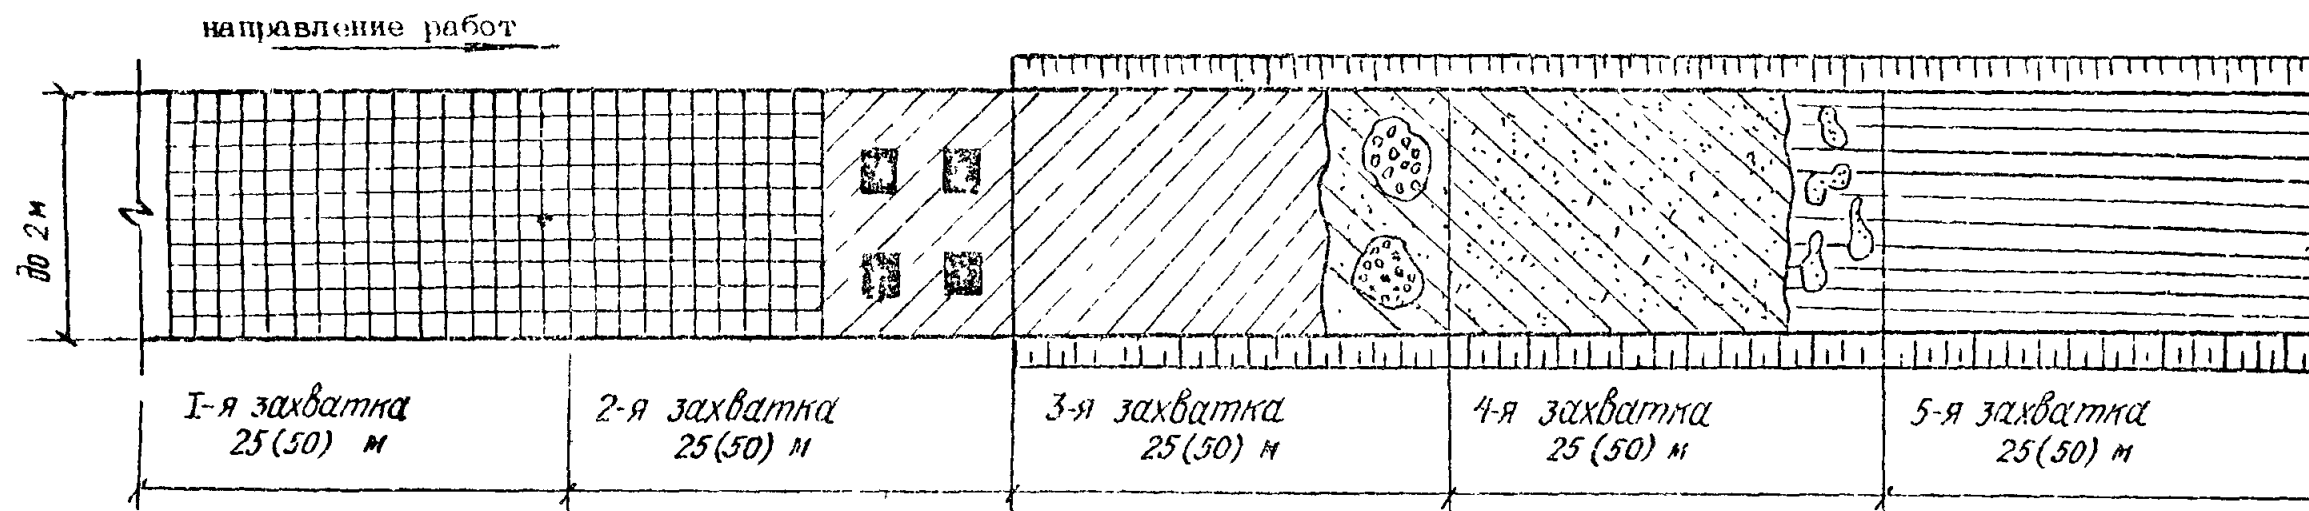 направление работ
до 2 м
I-я захватка
25(50) м
2-я захватка
25(50) м
3-я захватка
25(50) м
4-я захватка
25(50) м
5-я захватка
25(50) м